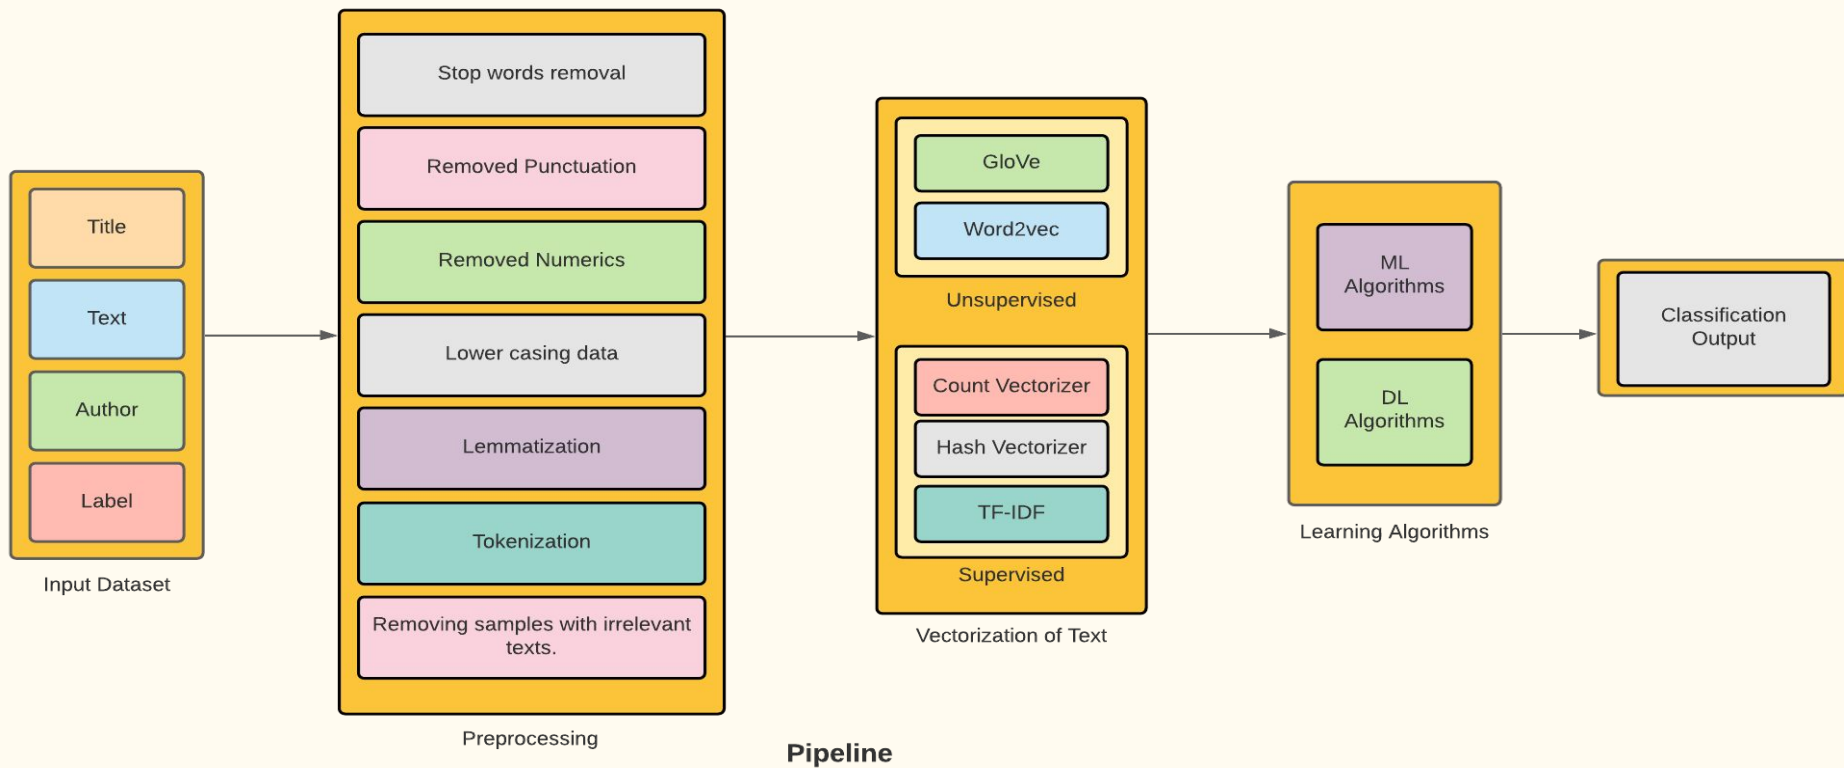 Title
Text
Author
Label
Input Dataset
Stop words removal
Removed Punctuation
Removed Numerics
Lower casing data
Lemmatization
Tokenization
Removing samples with irrelevant
texts.
Preprocessing
GloVe
Word2vec
Unsupervised
Count Vectorizer
Hash Vectorizer
TF-IDF
Supervised
Vectorization of Text
ML
Algorithms
DL
Algorithms
Learning Algorithms
Classification
Output
Pipeline